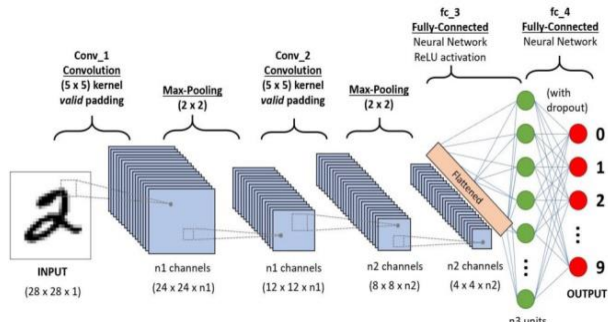 fc_3
Fully-Connected
Neural Network
ReLU activation
fc_4
Fully-Connected
Neural Network
Conv_1
Convolution
(5 x 5) kernel
valid padding
Max-Pooling
(2 x 2)
Conv_2
Convolution
(5 x 5) kernel
valid padding
Max-Pooling
(2 x 2)
(with
dropout)
Flattened
2
0
1
2
9
INPUT
(28 x 28 x 1)
n1 channels
(24 x 24 x n1)
n1 channels
(12 x 12 x n1)
n2 channels
(8 x 8 x n2)
n2 channels
(4 x 4 x n2)
OUTPUT
n3 units